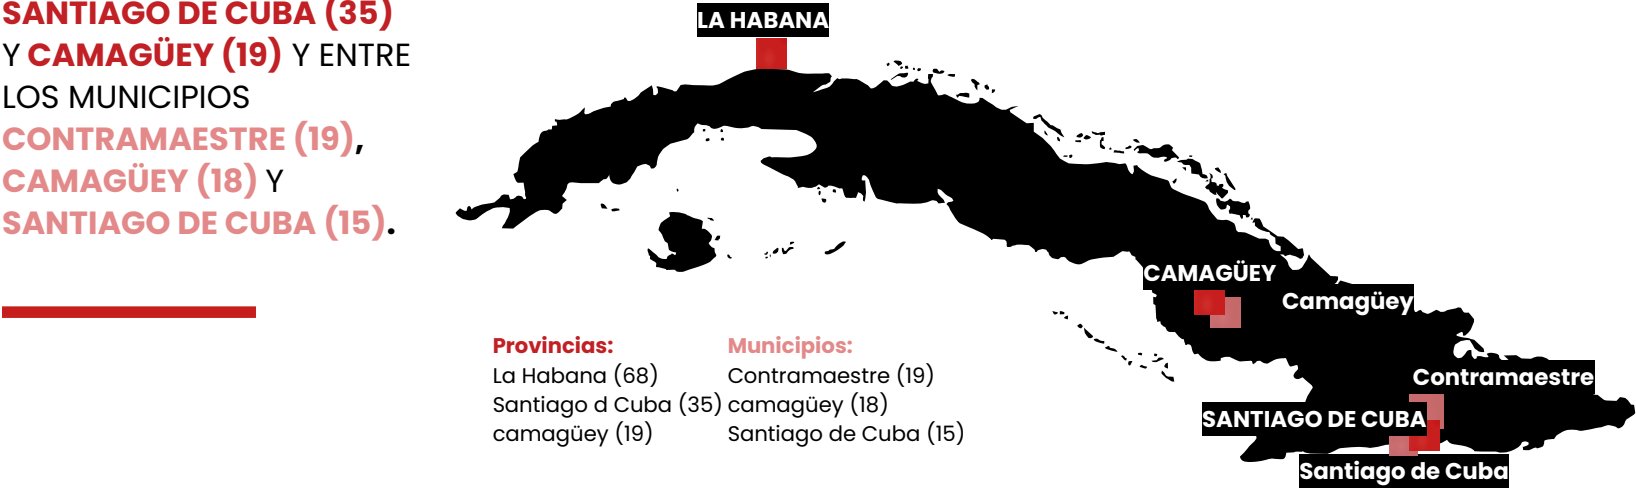 SANTIAGO DE CUBA (35)
Y CAMAGÜEY (19) Y ENTRE
LOS MUNICIPIOS
CONTRAMAESTRE (19),
CAMAGÜEY (18) Y
SANTIAGO DE CUBA (15).
LA HABANA
CAMAGÜEY
Camagüey
Contramaestre
SANTIAGO DE CUBA
Santiago de Cuba
Provincias:
La Habana (68)
Santiago d Cuba (35)
camagüey (19)
Municipios:
Contramaestre (19)
camagüey (18)
Santiago de Cuba (15)